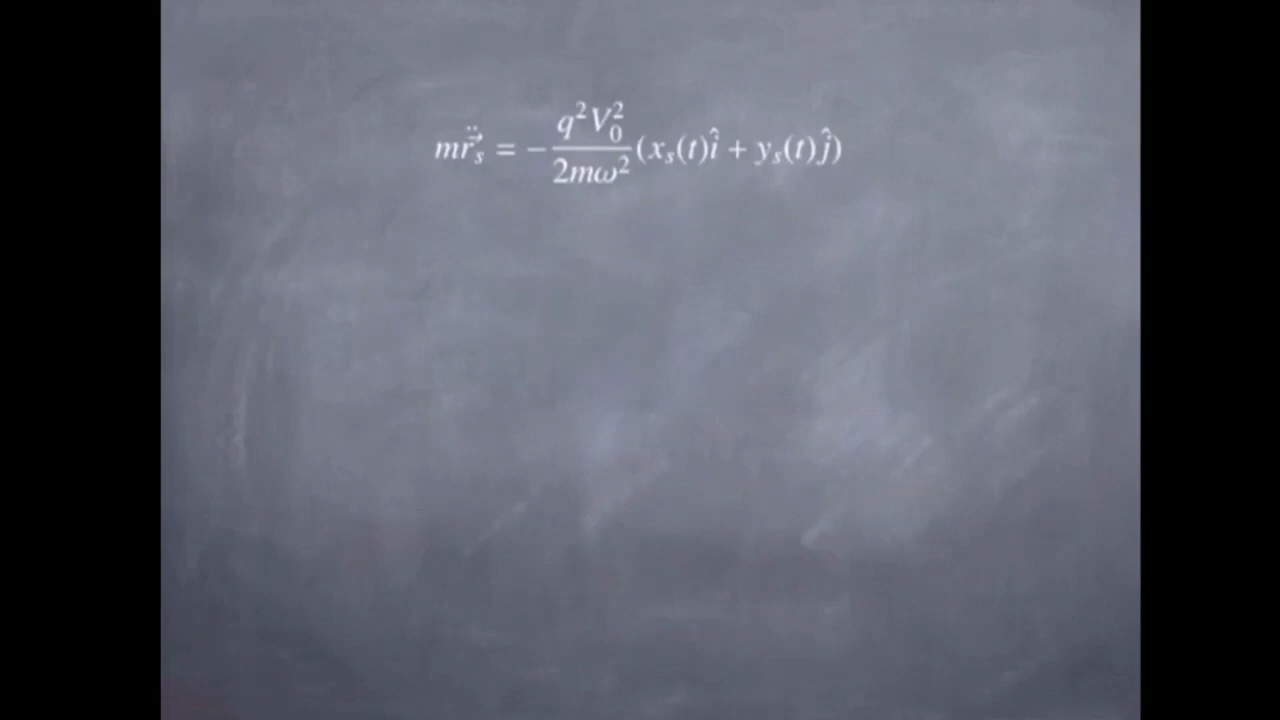 $m\ddot{\vec{r}}_s = -\frac{q^2 V_0^2}{2m\omega^2}(x_s(t)\hat{i} + y_s(t)\hat{j})$